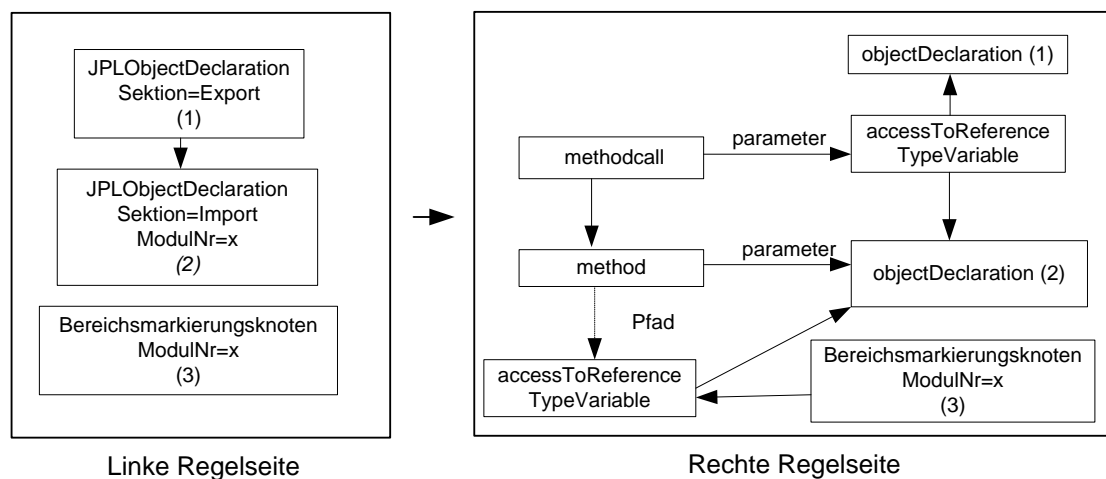 JPLObjectDeclaration
Sektion=Export
(1)
JPLObjectDeclaration
Sektion=Import
ModulNr=x
(2)
Bereichsmarkierungsknoten
ModulNr=x
(3)
Linke Regelseite
objectDeclaration (1)
methodcall
parameter
accessToReference
TypeVariable
method
parameter
objectDeclaration (2)
Pfad
accessToReference
TypeVariable
Bereichsmarkierungsknoten
ModulNr=x
(3)
Rechte Regelseite